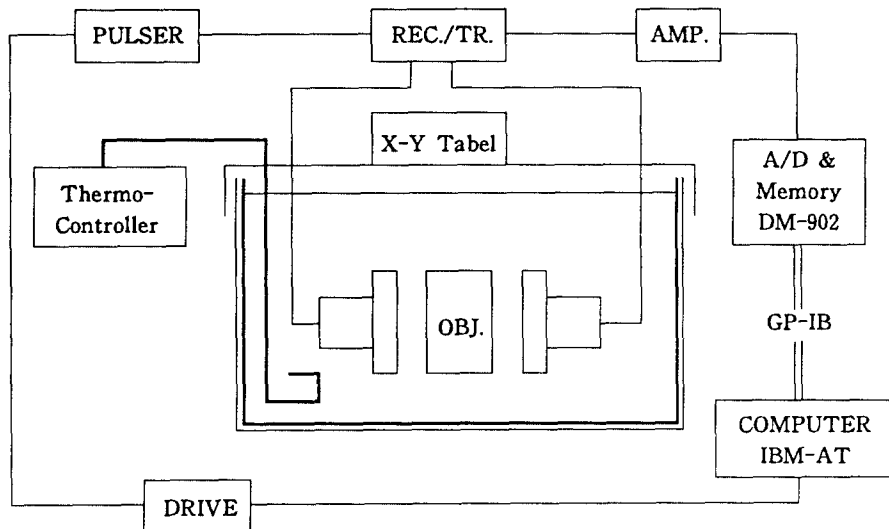 PULSER
REC./TR.
AMP.
X-Y Tabel
Thermo-
Controller
A/D &
Memory
DM-902
OBJ.
GP-IB
COMPUTER
IBM-AT
DRIVE